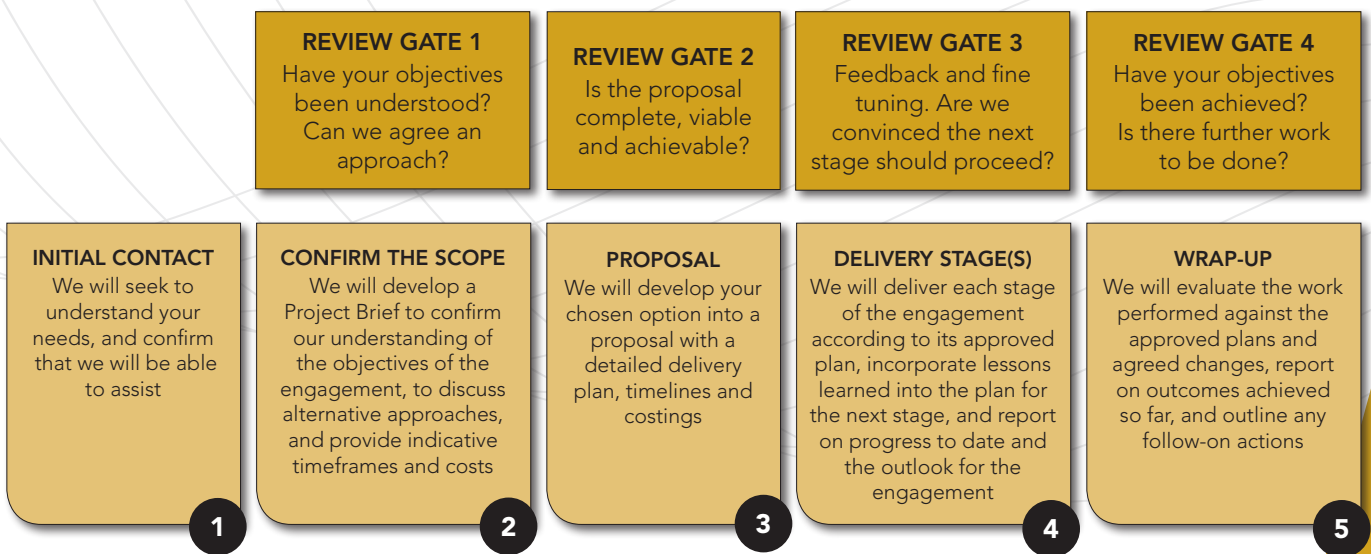 REVIEW GATE 1
Have your objectives
been understood?
Can we agree an
approach?
REVIEW GATE 2
Is the proposal
complete, viable
and achievable?
REVIEW GATE 3
Feedback and fine
tuning. Are we
convinced the next
stage should proceed?
REVIEW GATE 4
Have your objectives
been achieved?
Is there further work
to be done?
INITIAL CONTACT
We will seek to
understand your
needs, and confirm
that we will be able
to assist
1
CONFIRM THE SCOPE
We will develop a
Project Brief to confirm
our understanding of
the objectives of the
engagement, to discuss
alternative approaches,
and provide indicative
timeframes and costs
2
PROPOSAL
We will develop your
chosen option into a
proposal with a
detailed delivery
plan, timelines and
costings
3
DELIVERY STAGE(S)
We will deliver each stage
of the engagement
according to its approved
plan, incorporate lessons
learned into the plan for
the next stage, and report
on progress to date and
the outlook for the
engagement
4
WRAP-UP
We will evaluate the work
performed against the
approved plans and
agreed changes, report
on outcomes achieved
so far, and outline any
follow-on actions
5